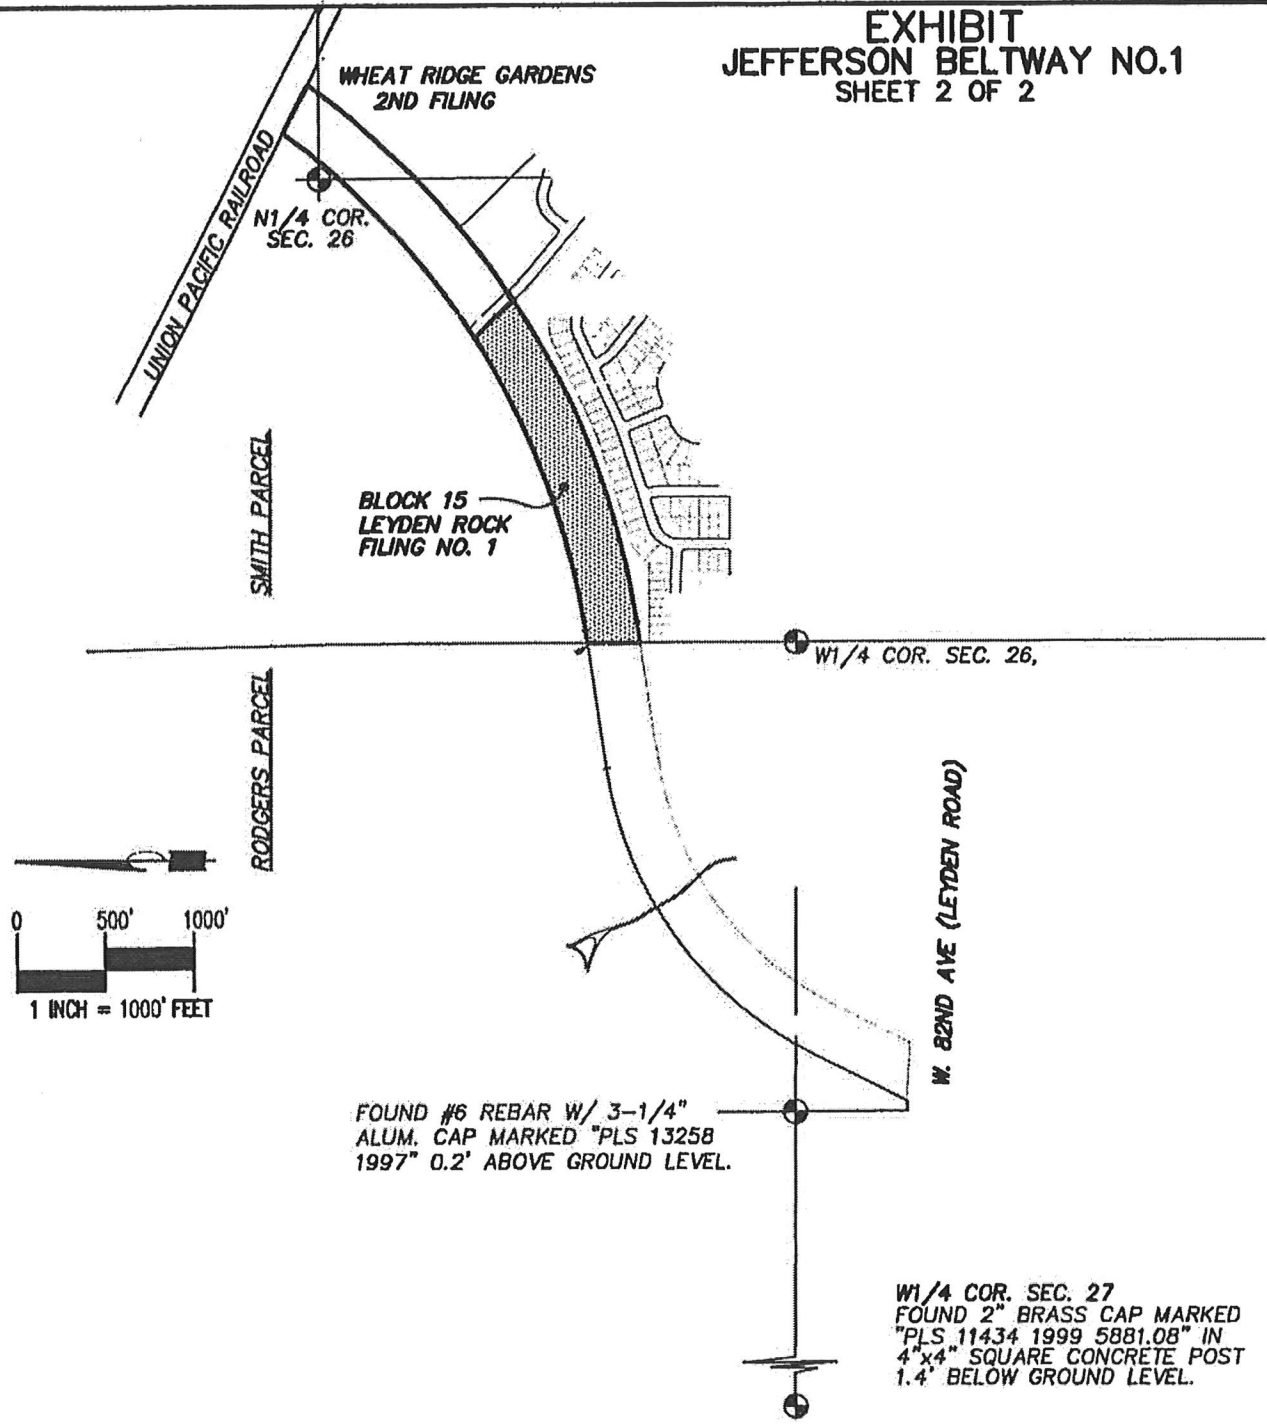 EXHIBIT
JEFFERSON BELTWAY NO.1
SHEET 2 OF 2
WHEAT RIDGE GARDENS
2ND FILING
UNION PACIFIC RAILROAD
N1/4 COR.
SEC. 26
SMITH PARCEL
BLOCK 15
LEYDEN ROCK
FILING NO. 1
W1/4 COR. SEC. 26,
RODGERS PARCEL
W. 82ND AVE (LEYDEN ROAD)
0 500' 1000'
1 INCH = 1000' FEET
FOUND #6 REBAR W/ 3-1/4"
ALUM. CAP MARKED "PLS 13258
1997" 0.2' ABOVE GROUND LEVEL.
W1/4 COR. SEC. 27
FOUND 2" BRASS CAP MARKED
"PLS 11434 1999 5881.08" IN
4"x4" SQUARE CONCRETE POST
1.4' BELOW GROUND LEVEL.